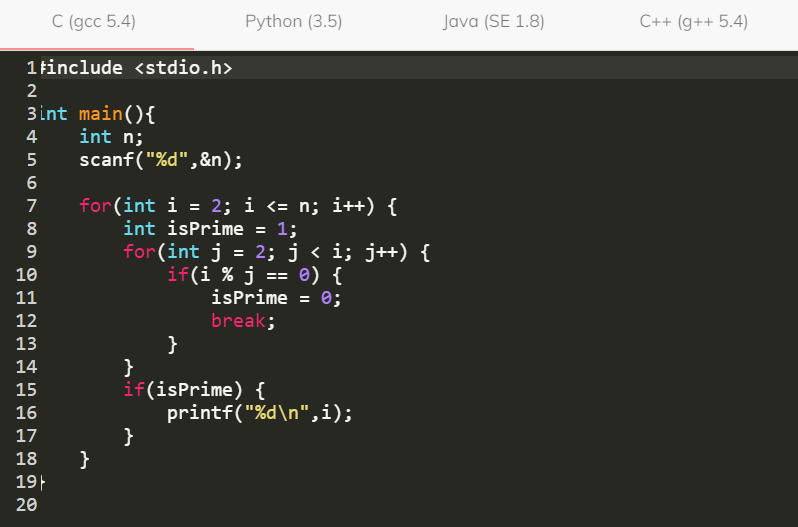 C (gcc 5.4) Python (3.5) Java (SE 1.8) C++ (g++ 5.4)
1 #include <stdio.h>
2
3 int main(){
4     int n;
5     scanf("%d",&n);
6
7     for(int i = 2; i <= n; i++) {
8         int isPrime = 1;
9         for(int j = 2; j < i; j++) {
10             if(i % j == 0) {
11                 isPrime = 0;
12                 break;
13             }
14         }
15         if(isPrime) {
16             printf("%d\n",i);
17         }
18     }
19 }
20